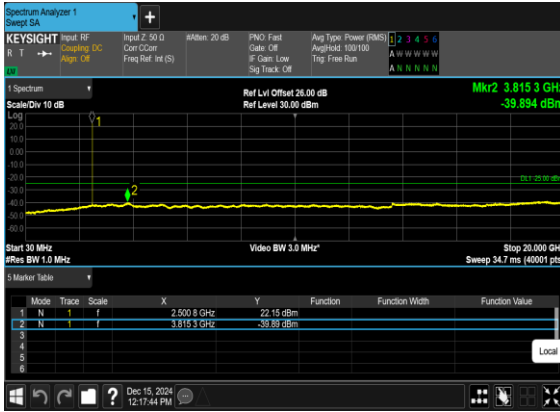 Spectrum Analyzer 1
Swept SA
+
KEYSIGHT Input: RF Input Z: 50 Ω #Atten: 20 dB PNO: Fast Avg Type: Power (RMS) 1 2 3 4 5 6
R T Coupling: DC Corr CCorr Gate: Off Avg|Hold: 100/100 A W W W W W
Align: Off Freq Ref: Int (S) IF Gain: Low Trig: Free Run
Sig Track: Off A N N N N N
1 Spectrum Ref Lvl Offset 26.00 dB Mkr2 3.815 3 GHz
Scale/Div 10 dB Ref Level 30.00 dBm -39.894 dBm
Log
20.0
10.0
0.00
-10.0
-20.0
-30.0
-40.0
-50.0
-60.0
1
2
Start 30 MHz Video BW 3.0 MHz* Stop 20.000 GH
#Res BW 1.0 MHz Sweep 34.7 ms (40001 pts
5 Marker Table
Mode Trace Scale X Y Function Function Width Function Value
1 N 1 f 2.500 8 GHz 22.15 dBm
2 N 1 f 3.815 3 GHz -39.89 dBm
3
4
5
6
Local
? Dec 15, 2024
12:17:44 PM